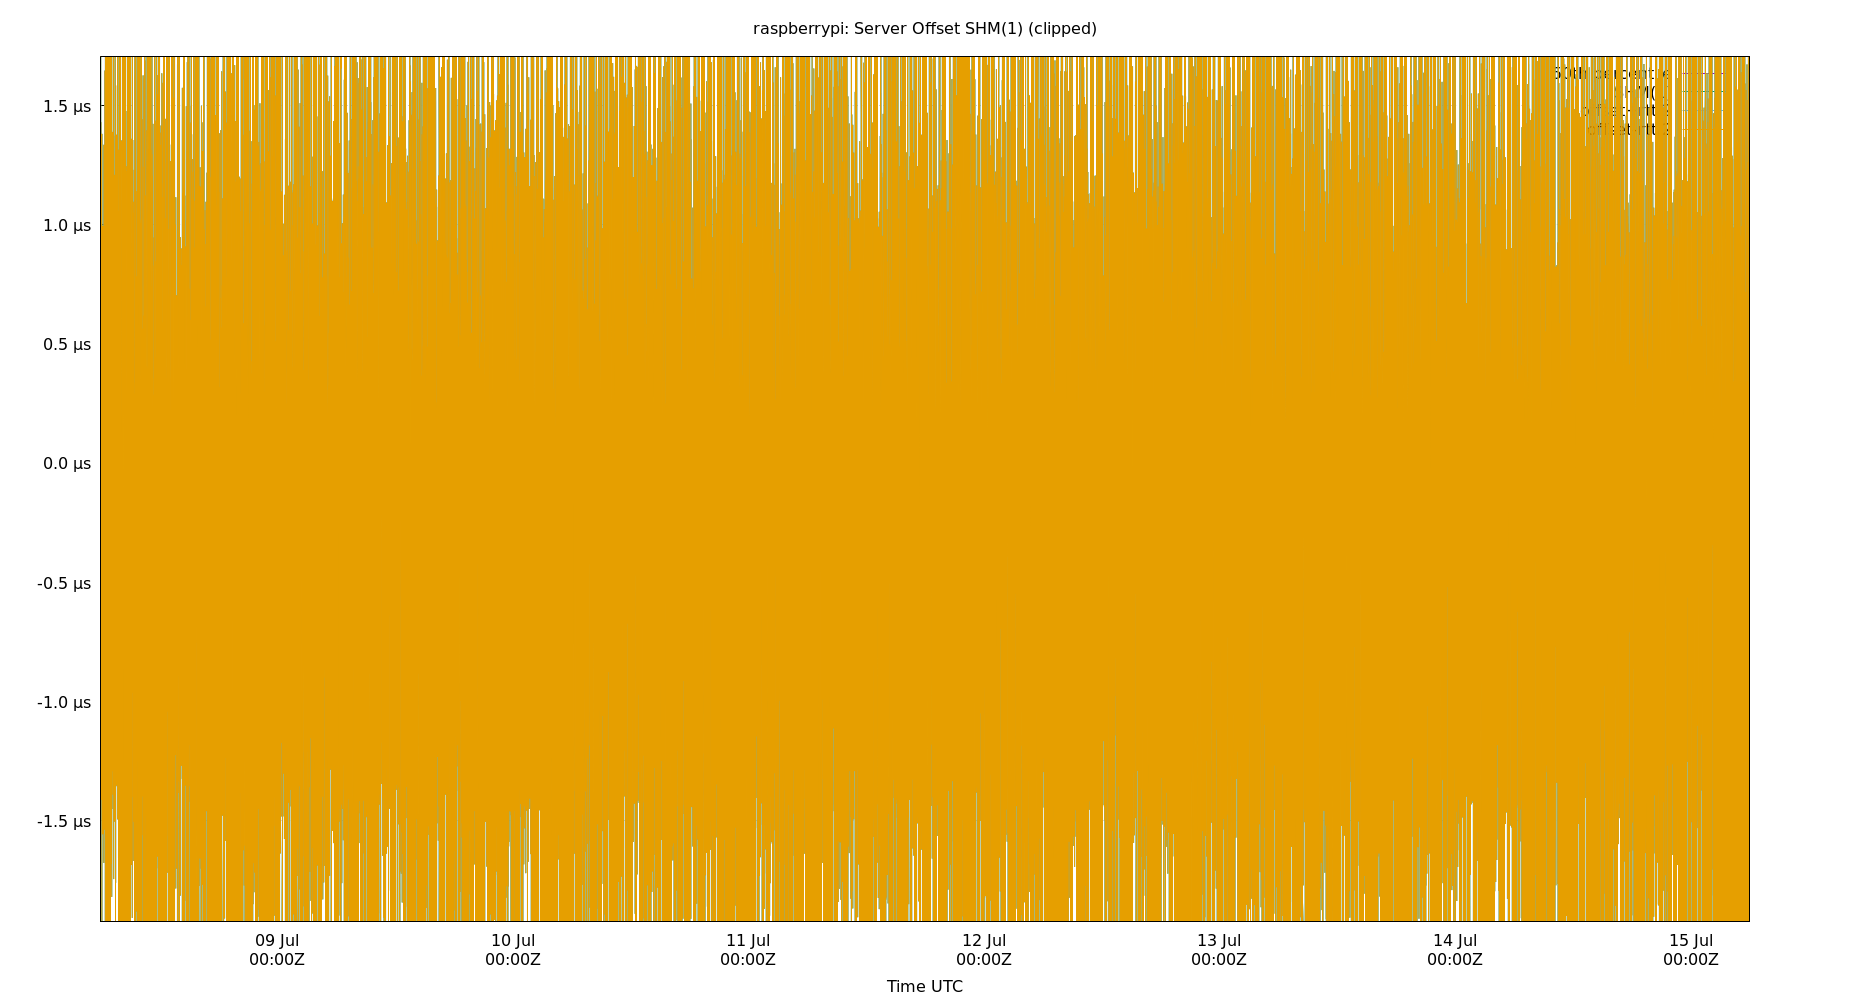 raspberrypi: Server Offset SHM(1) (clipped)
1.5 µs
1.0 µs
0.5 µs
0.0 µs
-0.5 µs
-1.0 µs
-1.5 µs
09 Jul
00:00Z
10 Jul
00:00Z
11 Jul
00:00Z
12 Jul
00:00Z
13 Jul
00:00Z
14 Jul
00:00Z
15 Jul
00:00Z
Time UTC